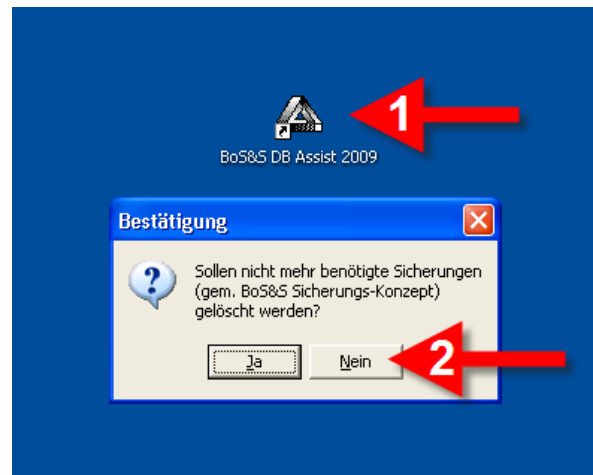 1
BoS&S DB Assist 2009
Bestätigung
Sollen nicht mehr benötigte Sicherungen
(gem. BoS&S Sicherungs-Konzept)
gelöscht werden?
Ja
Nein
2